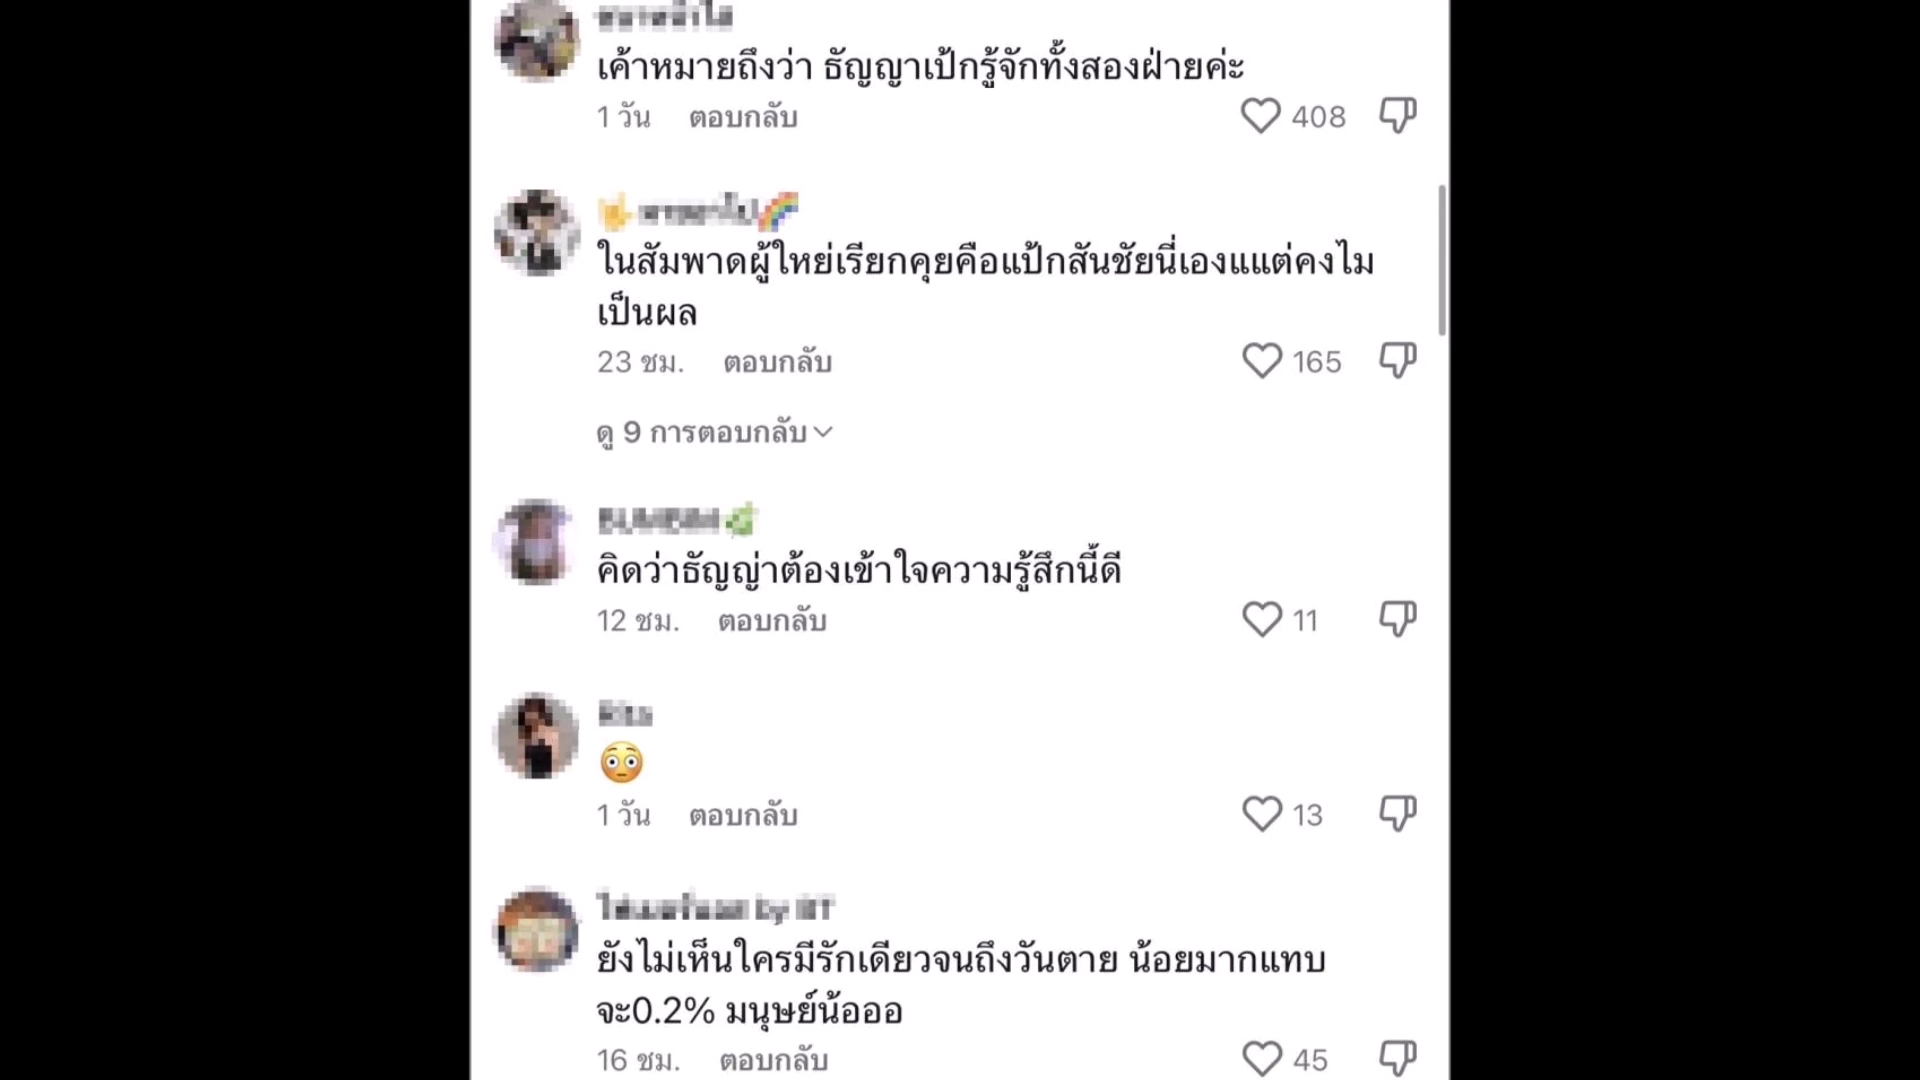 เค้าหมายถึงว่า ธัญญาเป้กรู้จักทั้งสองฝ่ายค่ะ
1 วัน ตอบกลับ 408
ในสัมพาดผู้ใหย่เรียกคุยคือแป้กสันชัยนี่เองแแต่คงไม
เป็นผล
23 ชม. ตอบกลับ 165
ดู 9 การตอบกลับ
คิดว่าธัญญ่าต้องเข้าใจความรู้สึกนี้ดี
12 ชม. ตอบกลับ 11
😳
1 วัน ตอบกลับ 13
by
ยังไม่เห็นใครมีรักเดียวจนถึงวันตาย น้อยมากแทบ
จะ0.2% มนุษย์น้อออ
16 ชม. ตอบกลับ 45